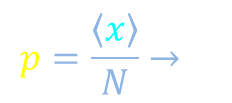 p = ⟨x⟩/N →